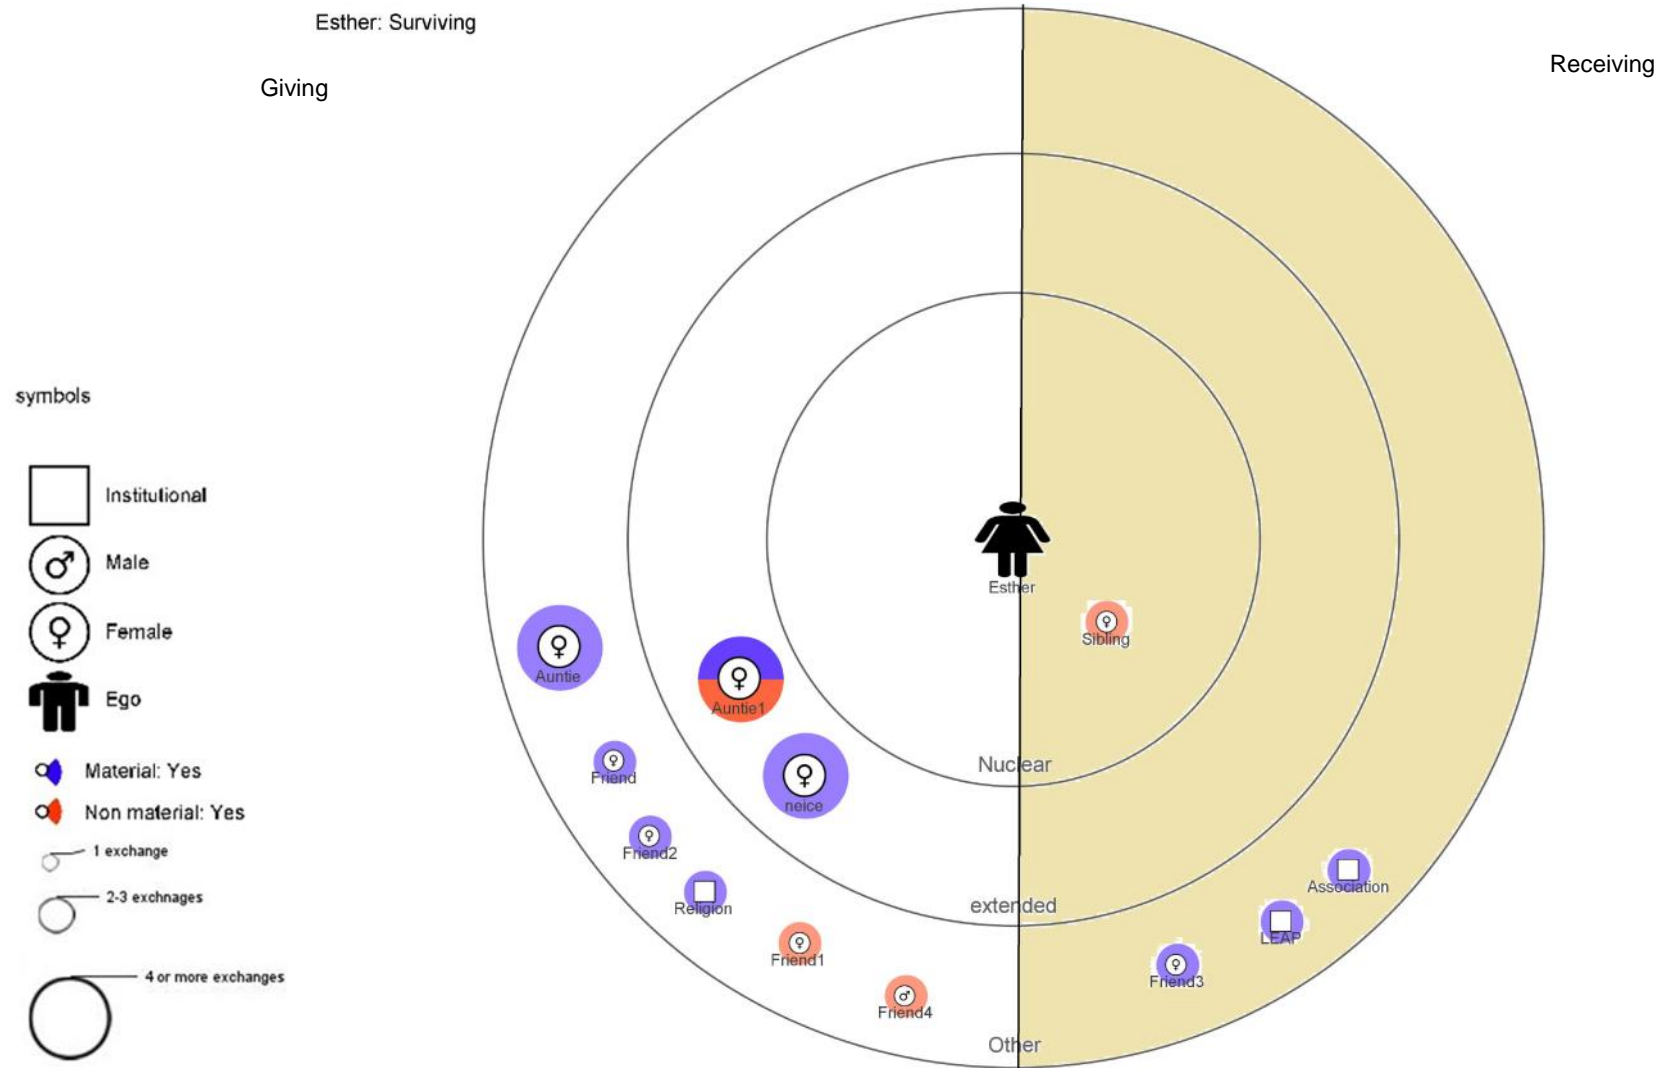 Esther: Surviving
Giving
Receiving
symbols
Institutional
Male
Female
Ego
Material: Yes
Non material: Yes
1 exchange
2-3 exchnages
4 or more exchanges
Esther
Sibling
Nuclear
Auntie
Auntie1
neice
Friend
Friend2
Religion
Friend1
Friend4
extended
Association
LEAP
Friend3
Other